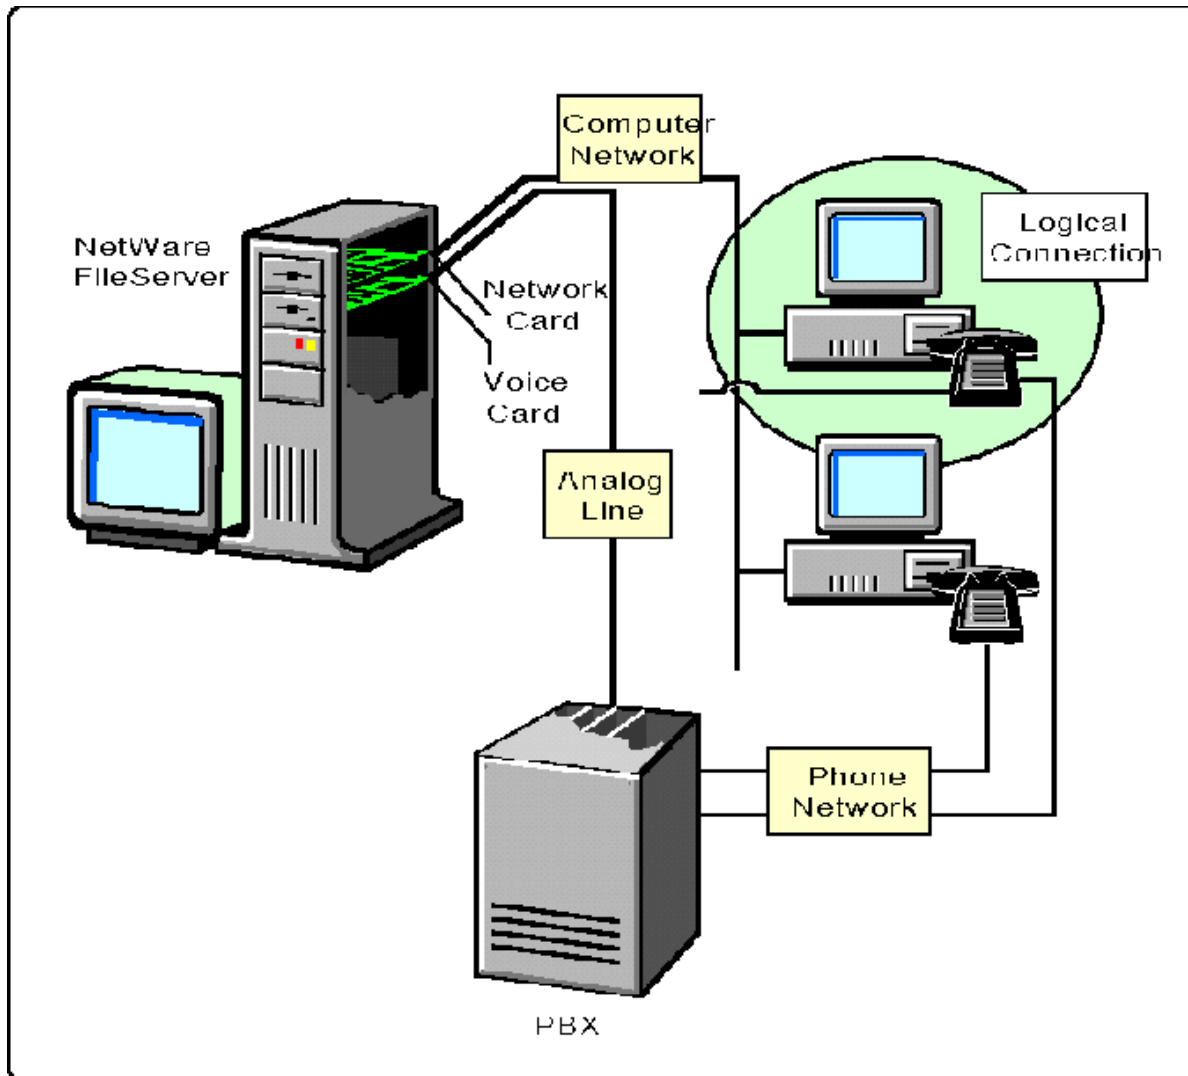 Computer
Network
Logical
Connection
NetWare
FileServer
Network
Card
Voice
Card
Analog
Line
Phone
Network
PBX